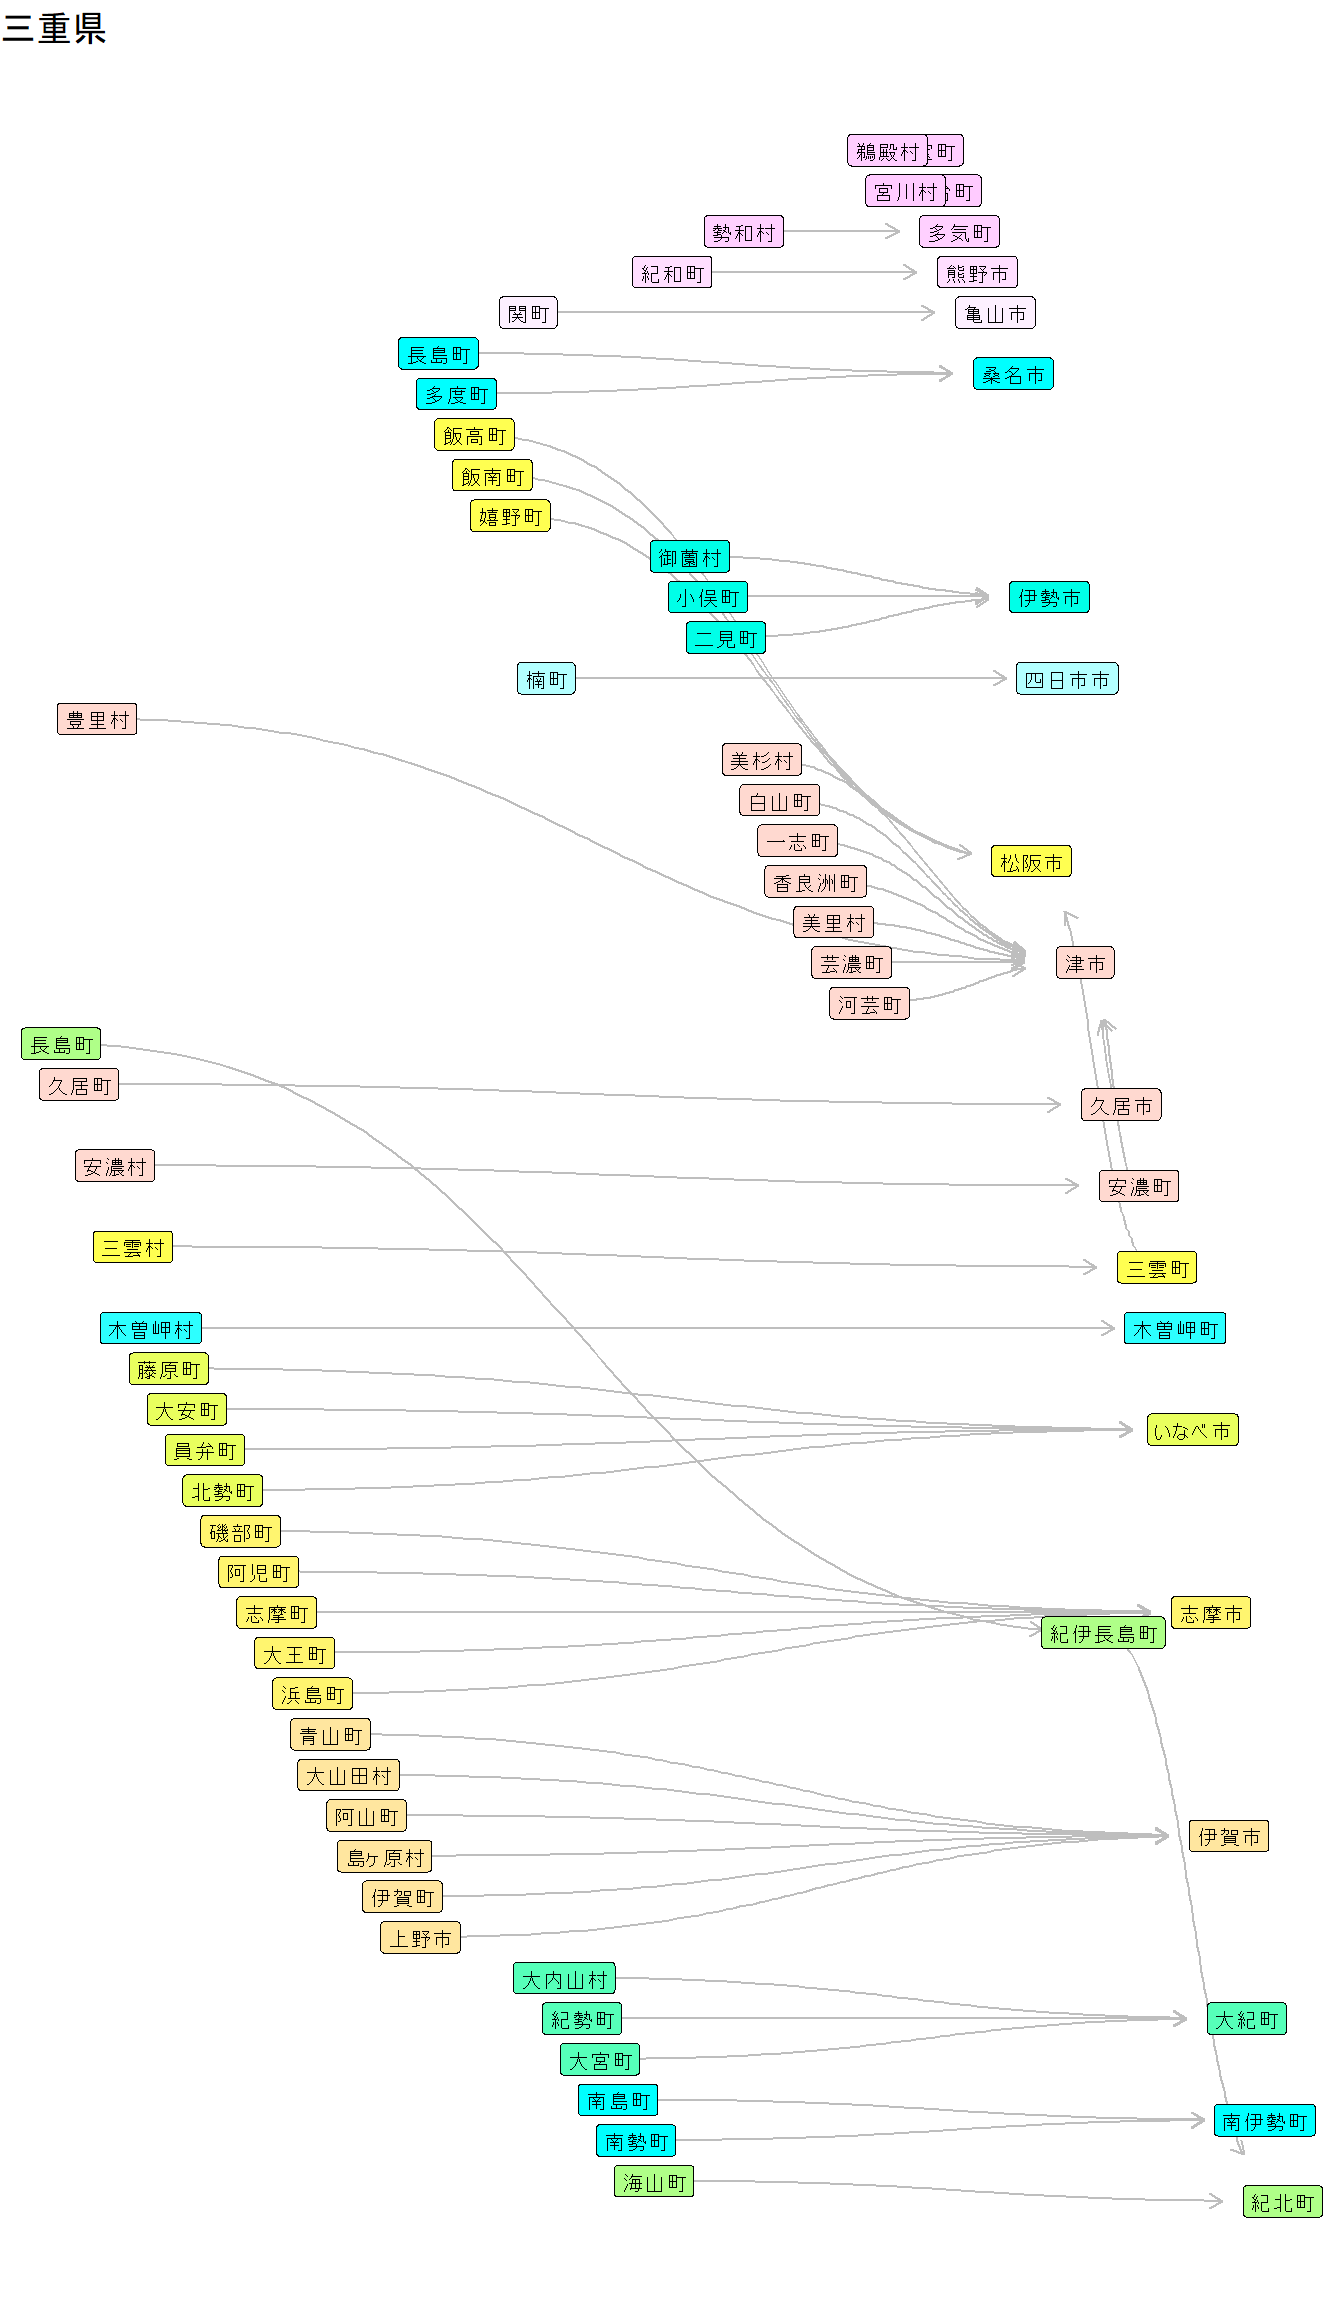 三重県
鵜殿村 町
宮川村 町
勢和村 多気町
紀和町 熊野市
関町 亀山市
長島町
桑名市
多度町
飯高町
飯南町
嬉野町
御薗村
小俣町 伊勢市
二見町
楠町 四日市市
豊里村
美杉村
白山町
一志町
松阪市
香良洲町
美里村
芸濃町 津市
河芸町
長島町
久居町
久居市
安濃村
安濃町
三雲村
三雲町
木曽岬村 木曽岬町
藤原町
大安町
いなべ市
員弁町
北勢町
磯部町
阿児町
志摩町 志摩市
紀伊長島町
大王町
浜島町
青山町
大山田村
阿山町
伊賀市
島ヶ原村
伊賀町
上野市
大内山村
紀勢町 大紀町
大宮町
南島町
南伊勢町
南勢町
海山町
紀北町